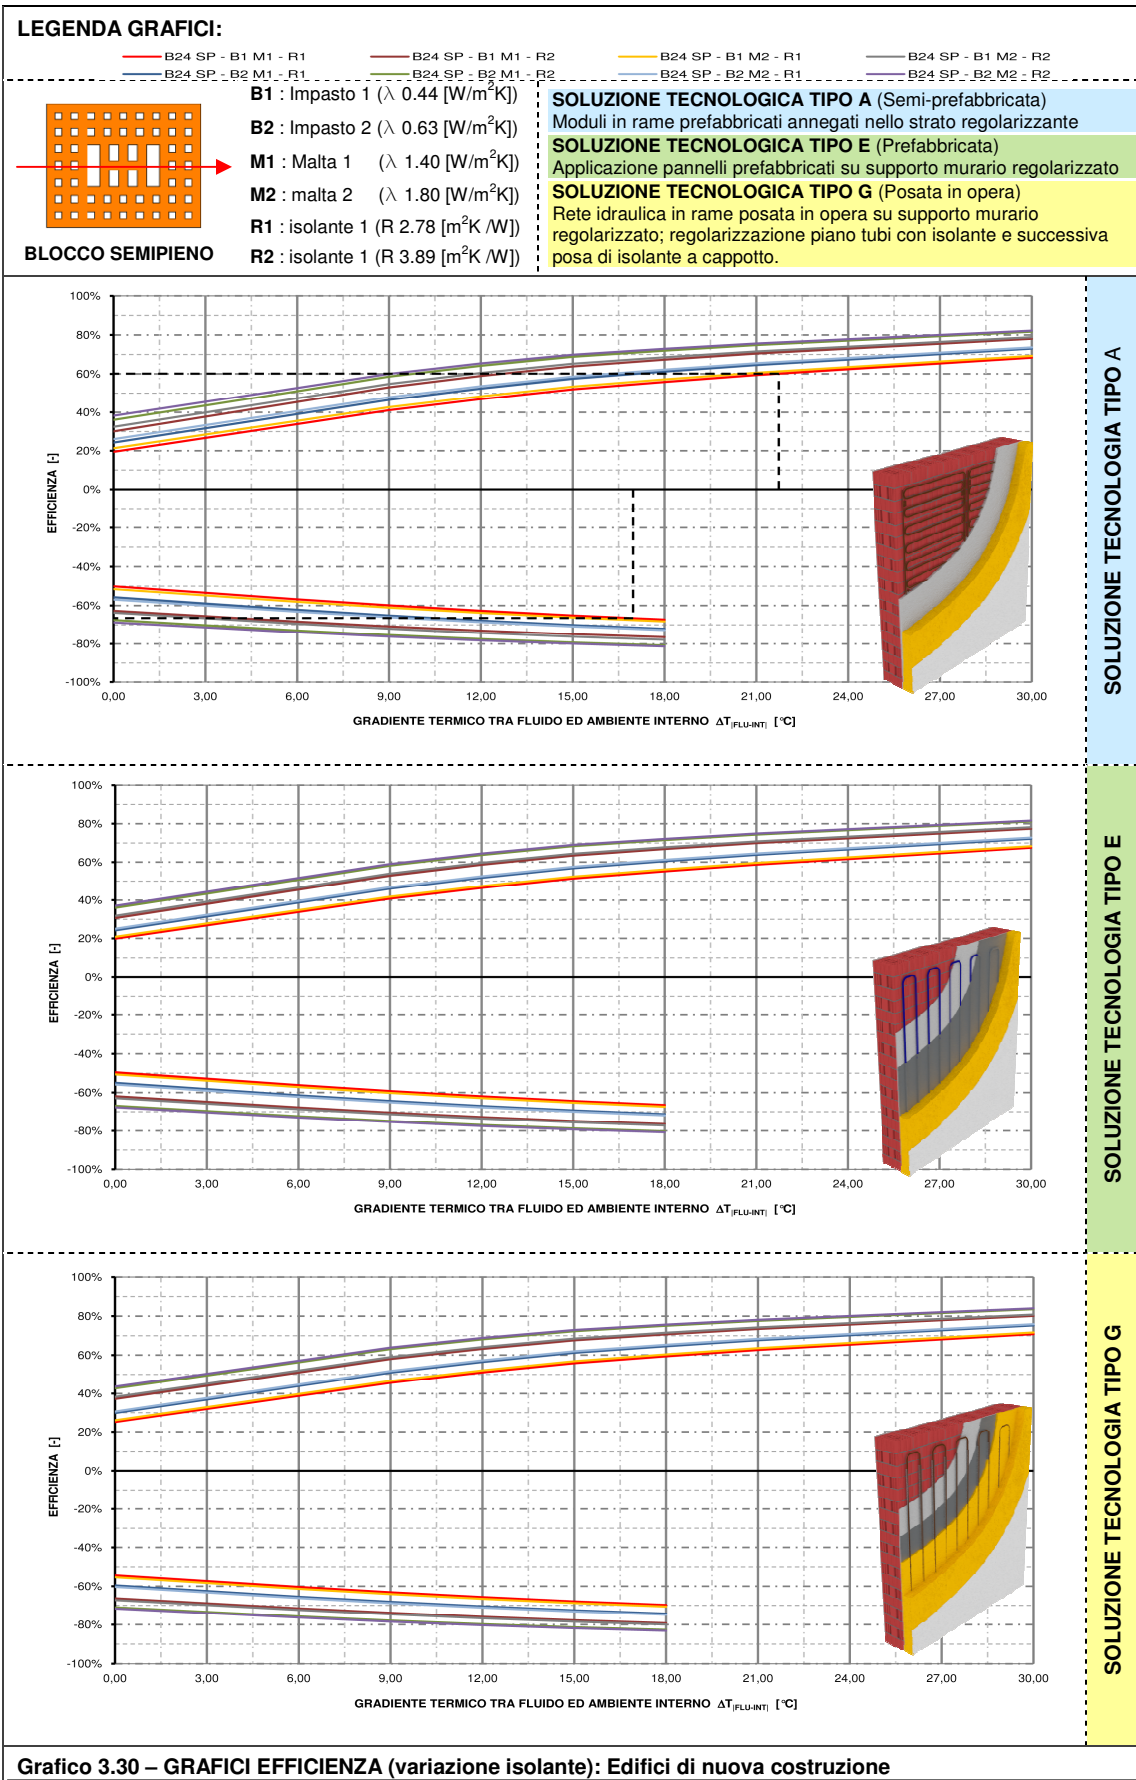 LEGENDA GRAFICI:
B24 SP - B1 M1 - R1 B24 SP - B1 M1 - R2 B24 SP - B1 M2 - R1 B24 SP - B1 M2 - R2
B24 SP - B2 M1 - R1 B24 SP - B2 M1 - R2 B24 SP - B2 M2 - R1 B24 SP - B2 M2 - R2
BLOCCO SEMIPIENO
B1 : Impasto 1 (λ 0.44 [W/m²K])
B2 : Impasto 2 (λ 0.63 [W/m²K])
M1 : Malta 1 (λ 1.40 [W/m²K])
M2 : malta 2 (λ 1.80 [W/m²K])
R1 : isolante 1 (R 2.78 [m²K /W])
R2 : isolante 1 (R 3.89 [m²K /W])
SOLUZIONE TECNOLOGICA TIPO A (Semi-prefabbricata)
Moduli in rame prefabbricati annegati nello strato regolarizzante
SOLUZIONE TECNOLOGICA TIPO E (Prefabbricata)
Applicazione pannelli prefabbricati su supporto murario regolarizzato
SOLUZIONE TECNOLOGICA TIPO G (Posata in opera)
Rete idraulica in rame posata in opera su supporto murario
regolarizzato; regolarizzazione piano tubi con isolante e successiva
posa di isolante a cappotto.
EFFICIENZA [-]
100%
80%
60%
40%
20%
0%
-20%
-40%
-60%
-80%
-100%
0,00 3,00 6,00 9,00 12,00 15,00 18,00 21,00 24,00 27,00 30,00
GRADIENTE TERMICO TRA FLUIDO ED AMBIENTE INTERNO ΔT|FLU-INT| [°C]
SOLUZIONE TECNOLOGIA TIPO A
EFFICIENZA [-]
100%
80%
60%
40%
20%
0%
-20%
-40%
-60%
-80%
-100%
0,00 3,00 6,00 9,00 12,00 15,00 18,00 21,00 24,00 27,00 30,00
GRADIENTE TERMICO TRA FLUIDO ED AMBIENTE INTERNO ΔT|FLU-INT| [°C]
SOLUZIONE TECNOLOGIA TIPO E
EFFICIENZA [-]
100%
80%
60%
40%
20%
0%
-20%
-40%
-60%
-80%
-100%
0,00 3,00 6,00 9,00 12,00 15,00 18,00 21,00 24,00 27,00 30,00
GRADIENTE TERMICO TRA FLUIDO ED AMBIENTE INTERNO ΔT|FLU-INT| [°C]
SOLUZIONE TECNOLOGIA TIPO G
Grafico 3.30 – GRAFICI EFFICIENZA (variazione isolante): Edifici di nuova costruzione